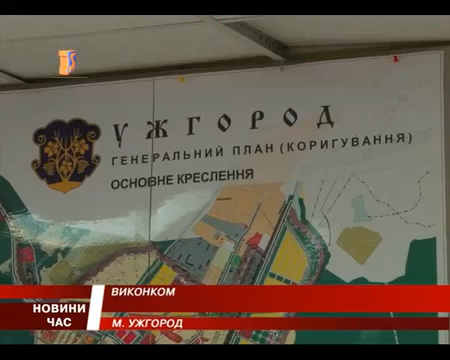 УЖГОРОД
ГЕНЕРАЛЬНИЙ ПЛАН (КОРИГУВАННЯ)
ОСНОВНЕ КРЕСЛЕННЯ
ВИКОНКОМ
НОВИНИ
ЧАС
М. УЖГОРОД